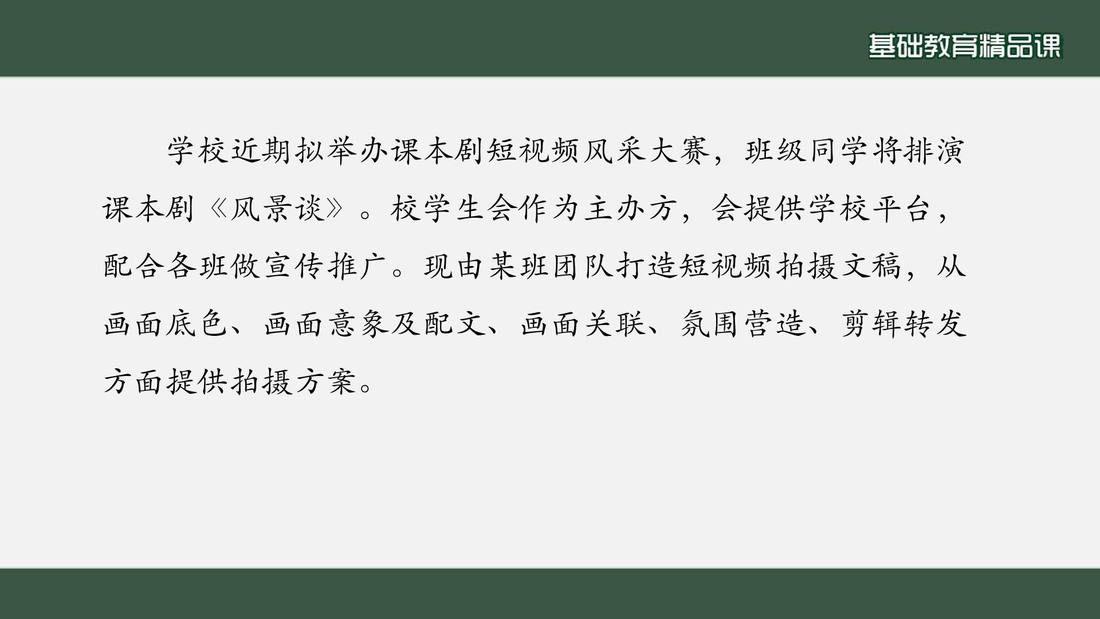 基础教育精品课
学校近期拟举办课本剧短视频风采大赛，班级同学将排演
课本剧《风景谈》。校学生会作为主办方，会提供学校平台，
配合各班做宣传推广。现由某班团队打造短视频拍摄文稿，从
画面底色、画面意象及配文、画面关联、氛围营造、剪辑转发
方面提供拍摄方案。